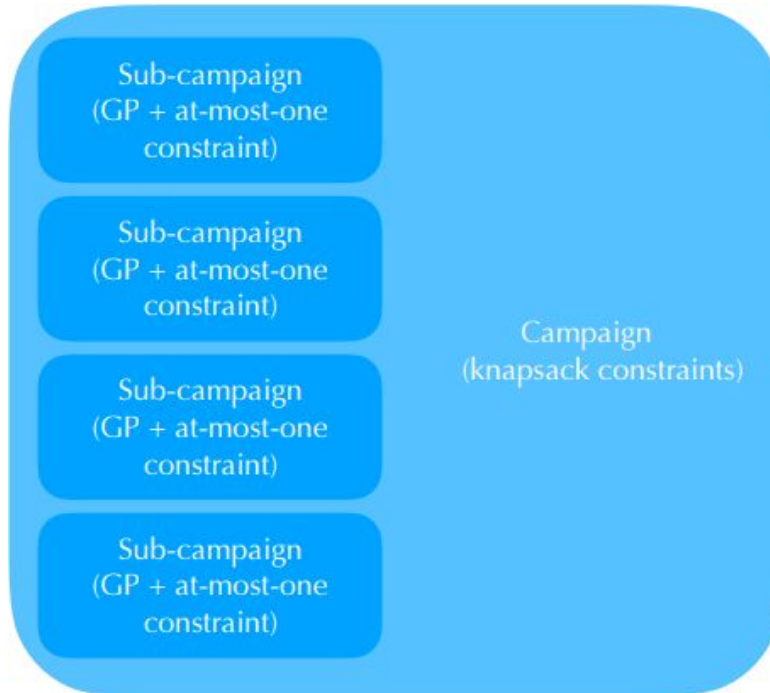 Sub-campaign
(GP + at-most-one
constraint)
Sub-campaign
(GP + at-most-one
constraint)
Sub-campaign
(GP + at-most-one
constraint)
Sub-campaign
(GP + at-most-one
constraint)
Campaign
(knapsack constraints)